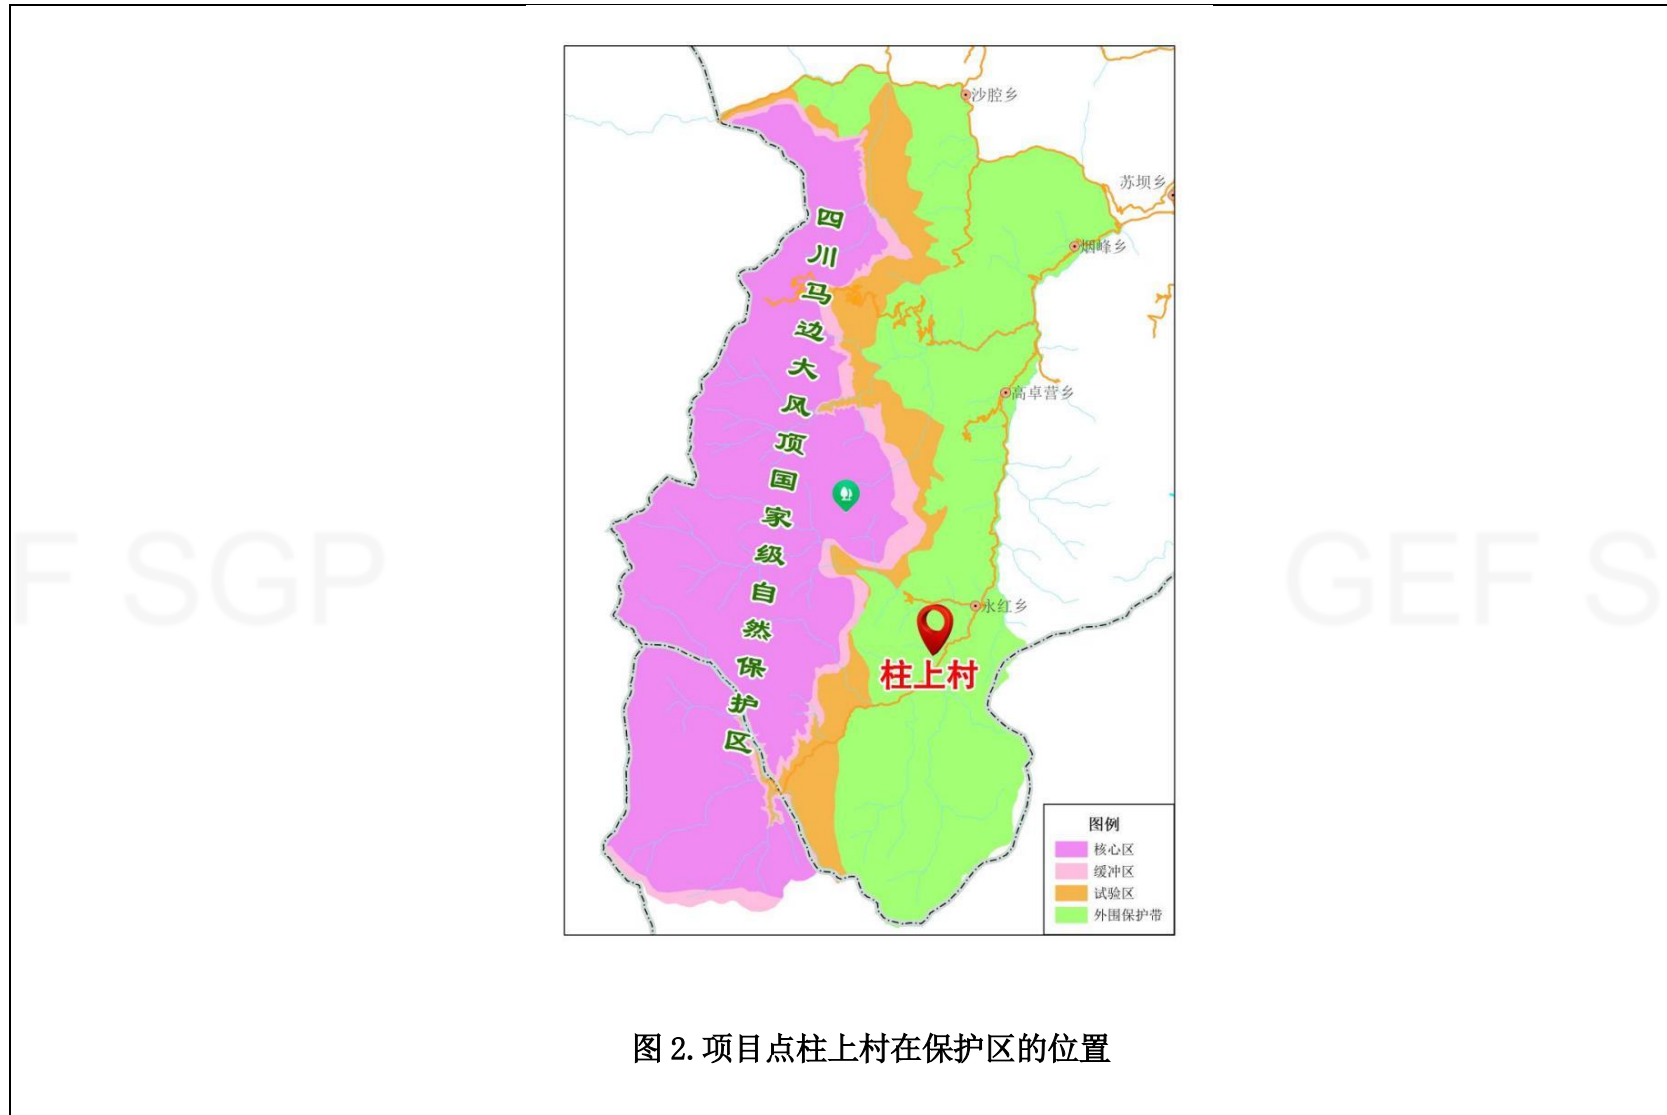 沙腔乡
苏坝乡
烟峰乡
四川马边大风顶国家级自然保护区
高卓营乡
F SGP
GEF S
永红乡
柱上村
图例
核心区
缓冲区
试验区
外围保护带
图 2.项目点柱上村在保护区的位置